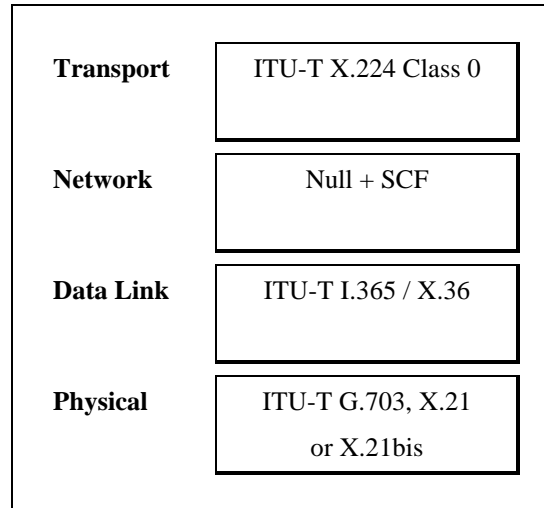 Transport ITU-T X.224 Class 0
Network Null + SCF
Data Link ITU-T I.365 / X.36
Physical ITU-T G.703, X.21
or X.21bis